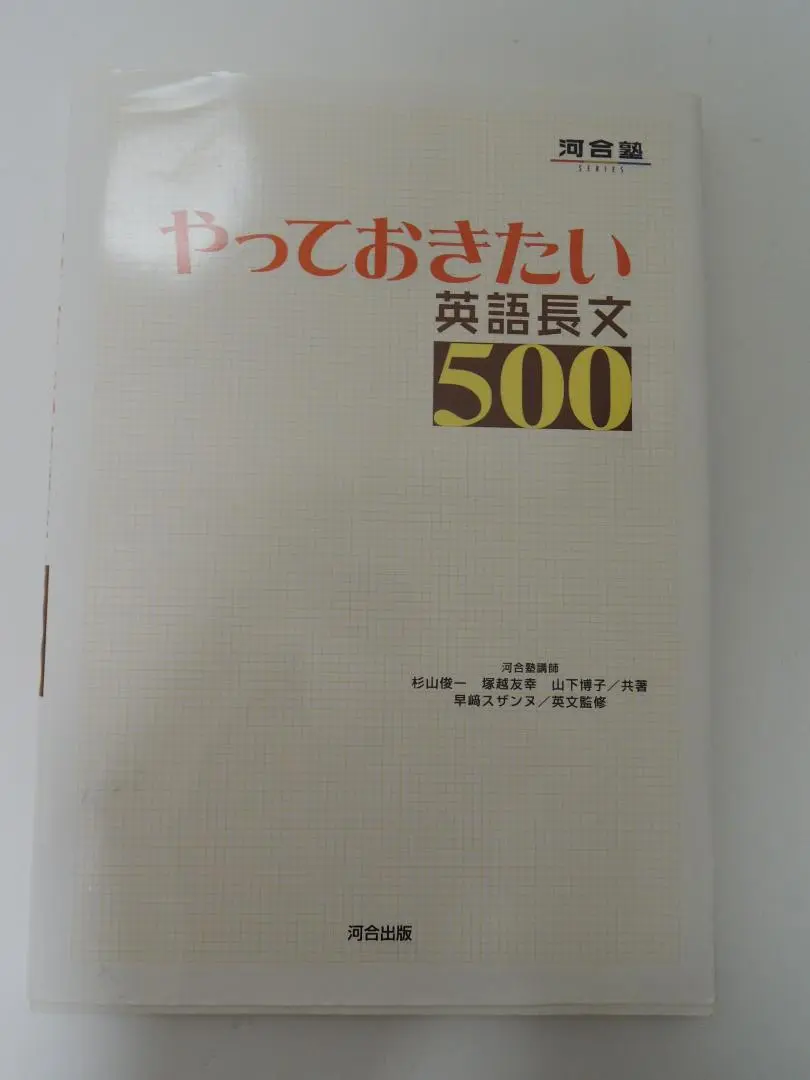 河合塾
SERIES
やっておきたい
英語長文
500
河合塾講師
杉山俊一 塚越友幸 山下博子／共著
早﨑スザンヌ／英文監修
河合出版